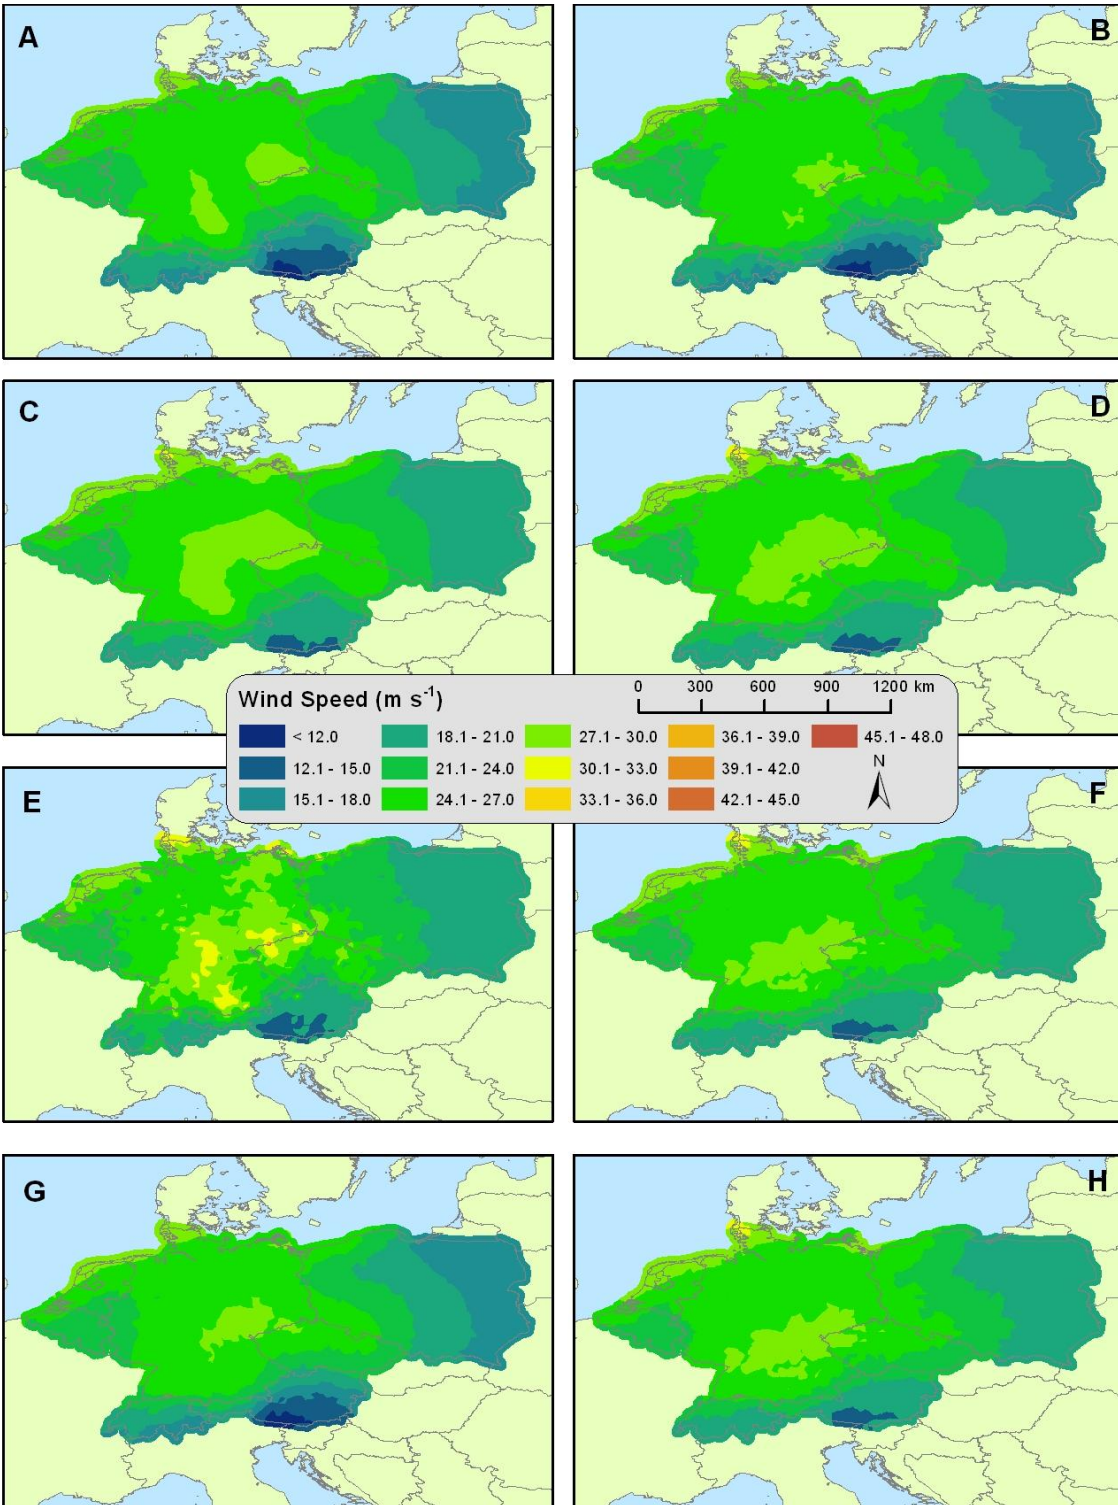 A
B
C
D
Wind Speed (m s-1)
0 300 600 900 1200 km
< 12.0
18.1 - 21.0
27.1 - 30.0
36.1 - 39.0
45.1 - 48.0
12.1 - 15.0
21.1 - 24.0
30.1 - 33.0
39.1 - 42.0
N
15.1 - 18.0
24.1 - 27.0
33.1 - 36.0
42.1 - 45.0
E
F
G
H